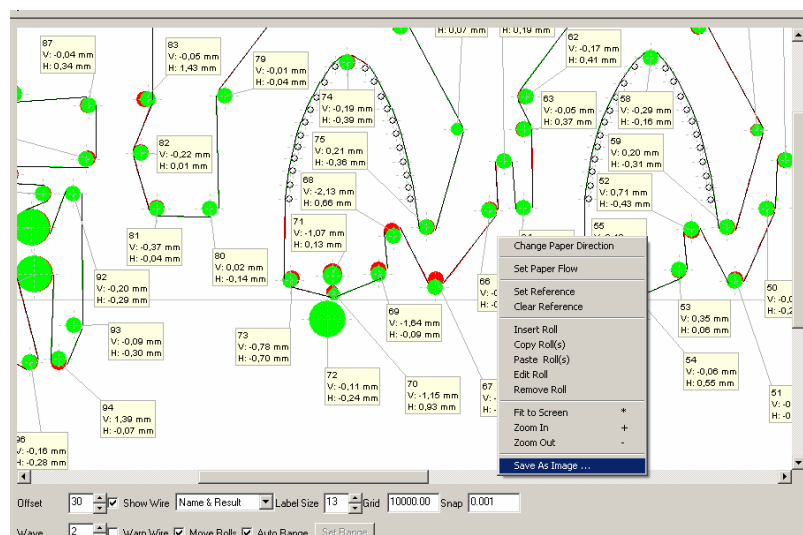 H: 0,07 mm
H: 0,19 mm
87
V: -0,04 mm
H: 0,34 mm
83
V: -0,05 mm
H: 1,43 mm
79
V: -0,01 mm
H: -0,04 mm
62
V: -0,17 mm
H: 0,41 mm
74
V: -0,19 mm
H: -0,39 mm
63
V: -0,05 mm
H: 0,37 mm
58
V: -0,29 mm
H: -0,16 mm
82
V: -0,22 mm
H: 0,01 mm
75
V: 0,21 mm
H: -0,36 mm
59
V: 0,20 mm
H: -0,31 mm
68
V: -2,13 mm
H: 0,66 mm
52
V: 0,71 mm
H: -0,43 mm
71
V: -1,07 mm
H: 0,13 mm
55
81
V: -0,37 mm
H: -0,04 mm
80
V: 0,02 mm
H: -0,14 mm
92
V: -0,20 mm
H: -0,29 mm
66
50
53
V: 0,35 mm
H: 0,06 mm
69
V: -1,64 mm
H: -0,09 mm
93
V: -0,09 mm
H: -0,30 mm
73
V: -0,78 mm
H: -0,70 mm
54
V: -0,06 mm
H: 0,55 mm
72
V: -0,11 mm
H: -0,24 mm
70
V: -1,15 mm
H: 0,93 mm
67
51
94
V: 1,39 mm
H: -0,07 mm
96
V: -0,16 mm
H: -0,28 mm
Change Paper Direction
Set Paper Flow
Set Reference
Clear Reference
Insert Roll
Copy Roll(s)
Paste Roll(s)
Edit Roll
Remove Roll
Fit to Screen *
Zoom In +
Zoom Out -
Save As Image ...
Offset 30 Show Wire Name & Result Label Size 13 Grid 10000.00 Snap 0.001
Wave 2 Warp Wire Move Rolls Auto Range Set Range